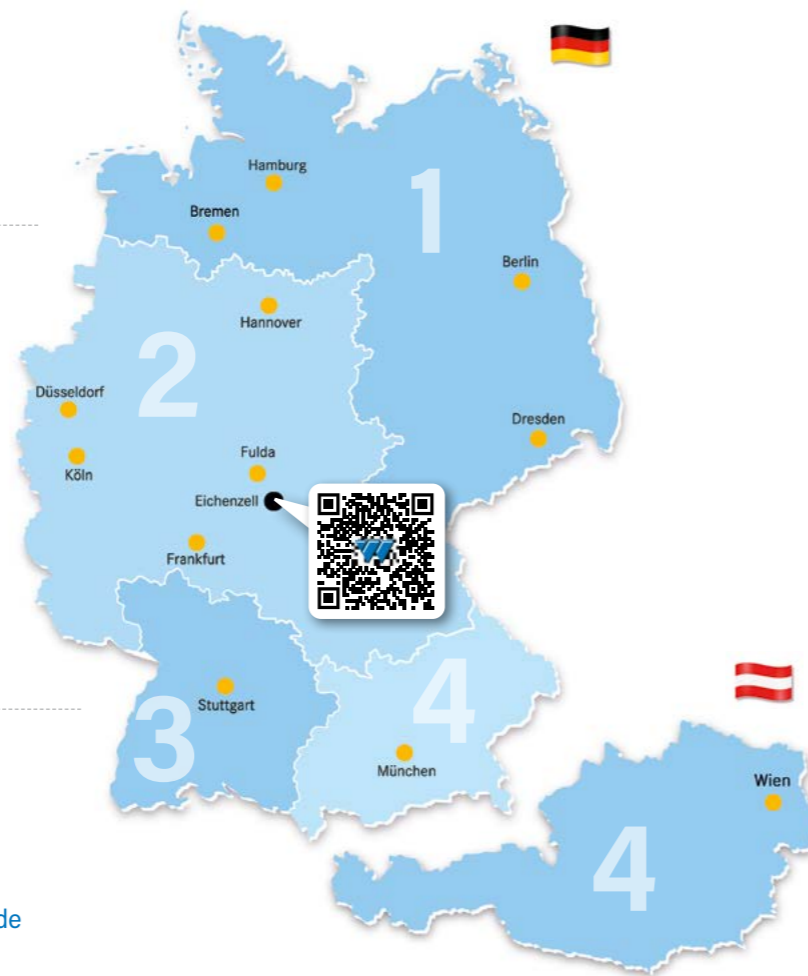 Hamburg
1
Bremen
Berlin
Hannover
2
Düsseldorf
Dresden
Fulda
Köln
Eichenzell
W
Frankfurt
4
Stuttgart
3
München
Wien
4
de